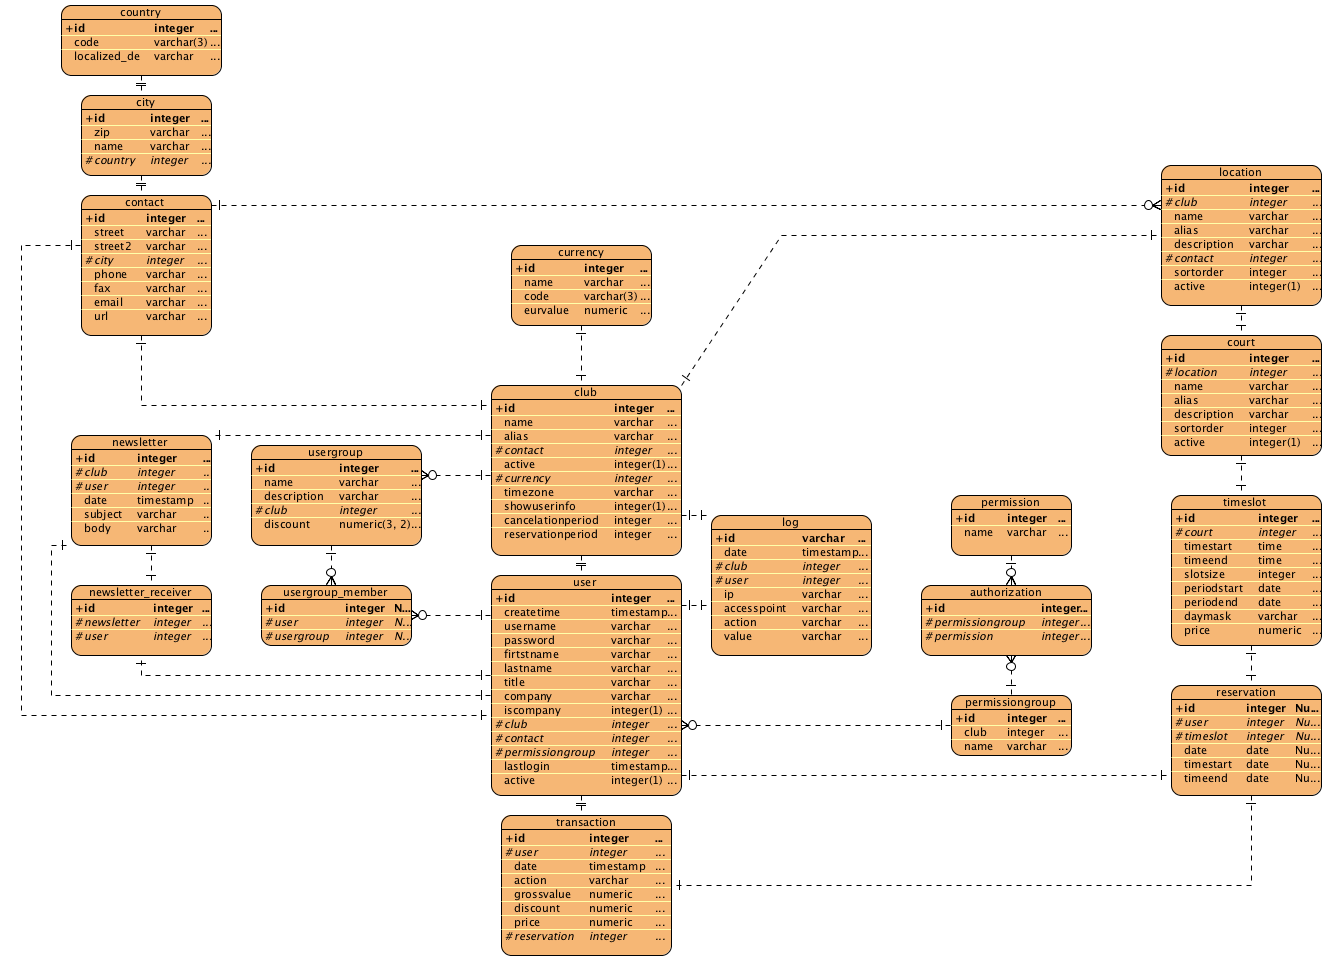 country
+id integer ...
code varchar(3) ...
localized_de varchar ...
city
+id integer ...
zip varchar ...
name varchar ...
#country integer ...
contact
+id integer ...
street varchar ...
street2 varchar ...
#city integer ...
phone varchar ...
fax varchar ...
email varchar ...
url varchar ...
location
+id integer ...
#club integer ...
name varchar ...
alias varchar ...
description varchar ...
#contact integer ...
sortorder integer ...
active integer(1) ...
currency
+id integer ...
name varchar ...
code varchar(3) ...
eurvalue numeric ...
court
+id integer ...
#location integer ...
name varchar ...
alias varchar ...
description varchar ...
sortorder integer ...
active integer(1) ...
club
+id integer ...
name varchar ...
alias varchar ...
#contact integer ...
active integer(1)...
#currency integer ...
timezone varchar ...
showuserinfo integer(1)...
cancelationperiod integer ...
reservationperiod integer ...
newsletter
+id integer ...
#club integer ..
#user integer ..
date timestamp ..
subject varchar ..
body varchar ..
usergroup
+id integer ...
name varchar ...
description varchar ...
#club integer ...
discount numeric(3, 2)...
log
+id varchar ...
date timestamp...
#club integer ...
#user integer ...
ip varchar ...
accesspoint varchar ...
action varchar ...
value varchar ...
permission
+id integer ...
name varchar ...
timeslot
+id integer ...
#court integer ...
timestart time ...
timeend time ...
slotsize integer ...
periodstart date ...
periodend date ...
daymask varchar ...
price numeric ...
newsletter_receiver
+id integer ...
#newsletter integer ...
#user integer ...
usergroup_member
+id integer N...
#user integer N...
#usergroup integer N...
user
+id integer ...
createtime timestamp...
username varchar ...
password varchar ...
firtstname varchar ...
lastname varchar ...
title varchar ...
company varchar ...
iscompany integer(1) ...
#club integer ...
#contact integer ...
#permissiongroup integer ...
lastlogin timestamp...
active integer(1) ...
authorization
+id integer...
#permissiongroup integer...
#permission integer...
permissiongroup
+id integer ...
club integer ...
name varchar ...
reservation
+id integer Nu...
#user integer Nu...
#timeslot integer Nu...
date date Nu...
timestart date Nu...
timeend date Nu...
transaction
+id integer ...
#user integer ...
date timestamp ...
action varchar ...
grossvalue numeric ...
discount numeric ...
price numeric ...
#reservation integer ...